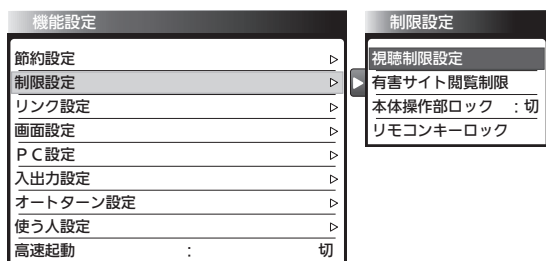 機能設定
節約設定
制限設定
リンク設定
画面設定
ＰＣ設定
入出力設定
オートターン設定
使う人設定
高速起動 : 切
制限設定
視聴制限設定
有害サイト閲覧制限
本体操作部ロック : 切
リモコンキーロック